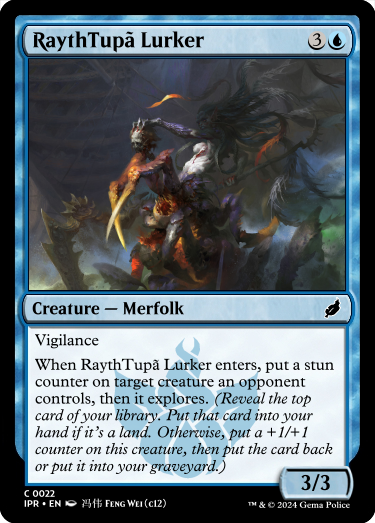 RaythTupã Lurker 3
Creature — Merfolk
Vigilance
When RaythTupã Lurker enters, put a stun
counter on target creature an opponent
controls, then it explores. (Reveal the top
card of your library. Put that card into your
hand if it's a land. Otherwise, put a +1/+1
counter on this creature, then put the card back
or put it into your graveyard.)
3/3
C 0022
IPR • EN 冯伟 Feng Wei (c12)
™ & © 2024 Gema Police